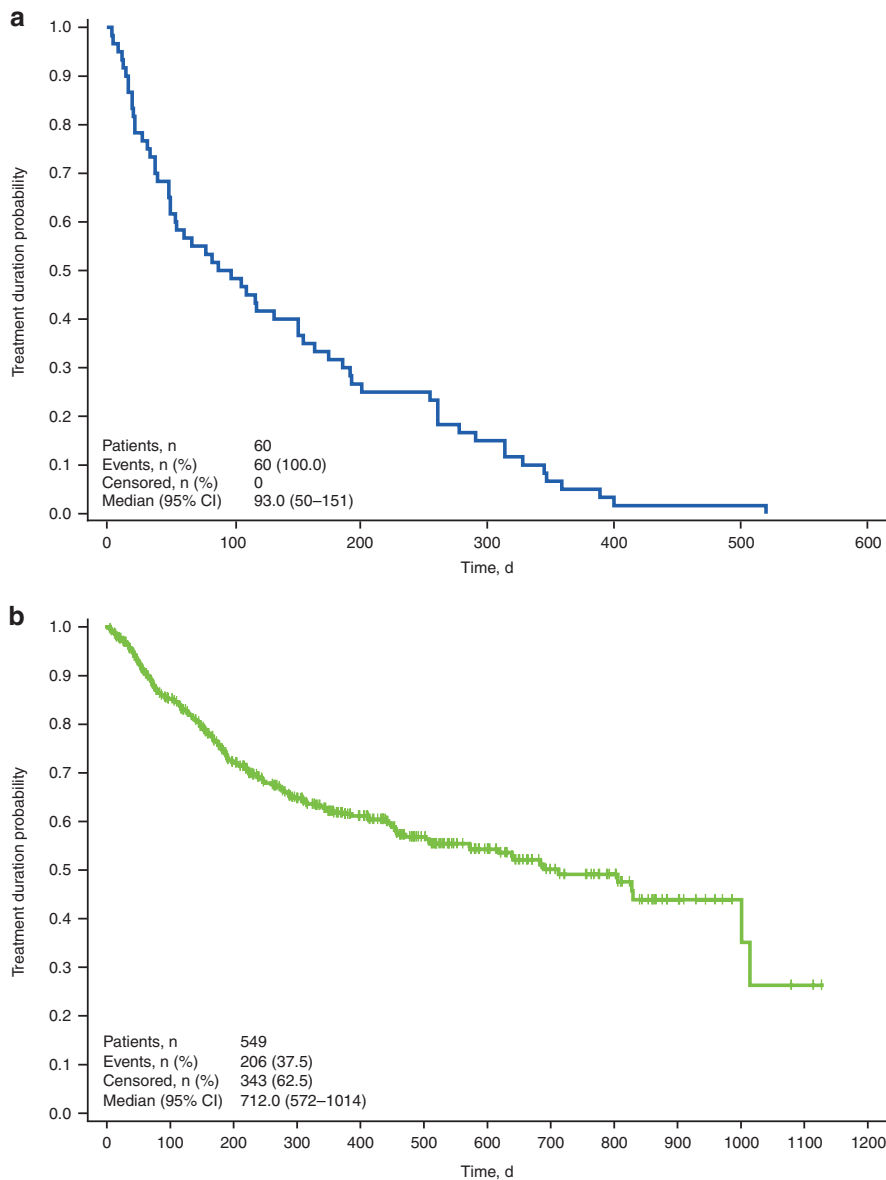 a
Treatment duration probability
1.0
0.9
0.8
0.7
0.6
0.5
0.4
0.3
0.2
0.1
0.0
Patients, n 60
Events, n (%) 60 (100.0)
Censored, n (%) 0
Median (95% CI) 93.0 (50–151)
0 100 200 300 400 500 600
Time, d
b
Treatment duration probability
1.0
0.9
0.8
0.7
0.6
0.5
0.4
0.3
0.2
0.1
0.0
Patients, n 549
Events, n (%) 206 (37.5)
Censored, n (%) 343 (62.5)
Median (95% CI) 712.0 (572–1014)
0 100 200 300 400 500 600 700 800 900 1000 1100 1200
Time, d